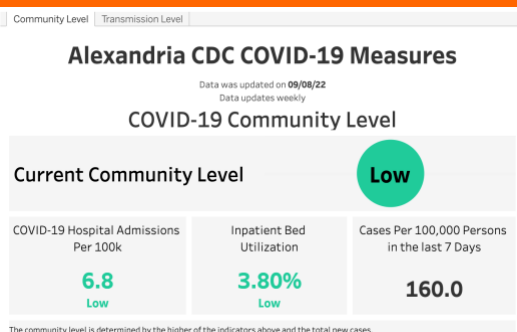 Community Level Transmission Level
Alexandria CDC COVID-19 Measures
Data was updated on 09/08/22
Data updates weekly
COVID-19 Community Level
Current Community Level Low
COVID-19 Hospital Admissions
Per 100k
6.8
Low
Inpatient Bed
Utilization
3.80%
Low
Cases Per 100,000 Persons
in the last 7 Days
160.0
The community level is determined by the higher of the indicators above and the total new cases.